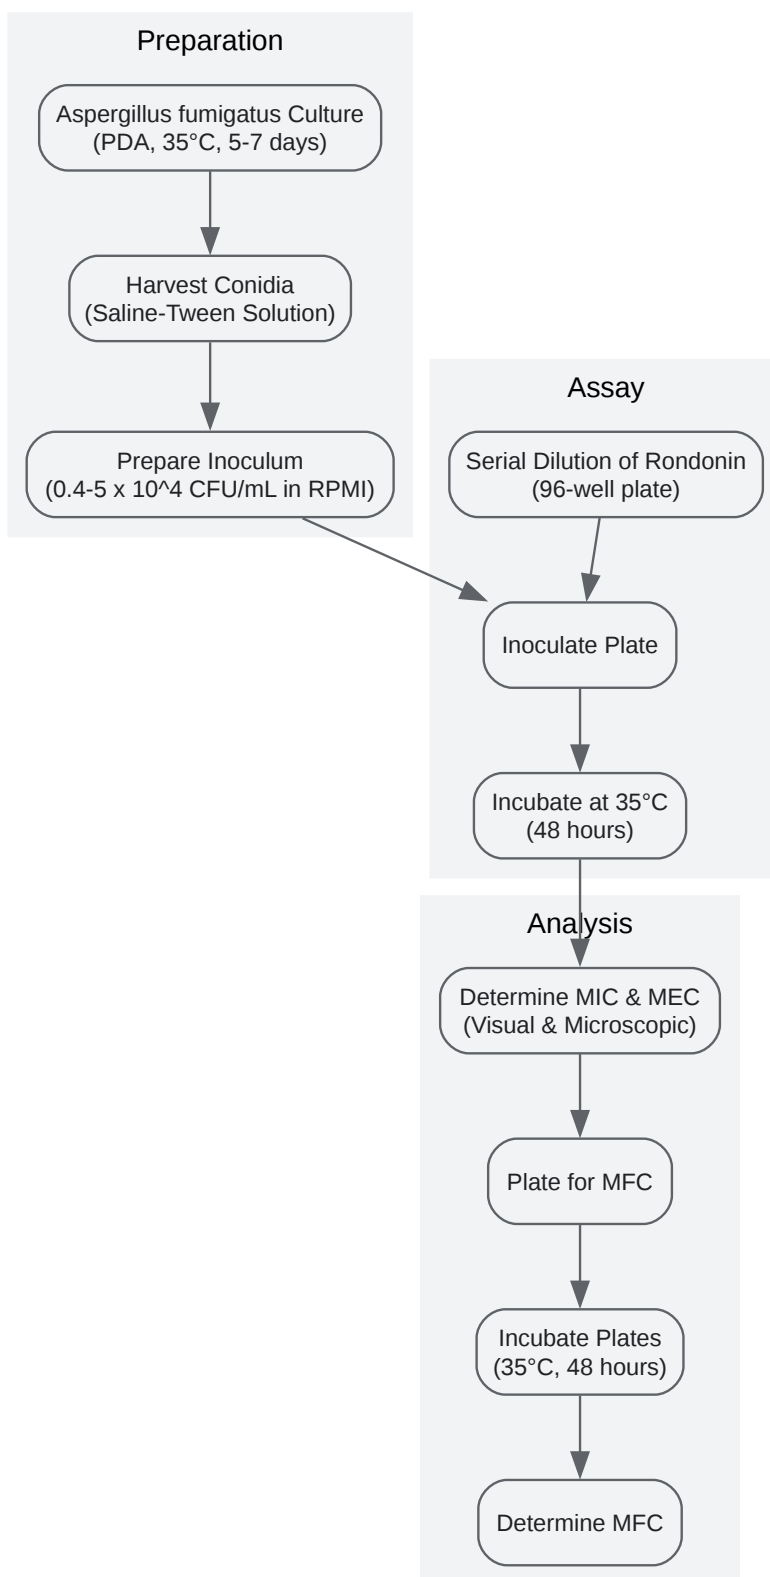 Preparation
Aspergillus fumigatus Culture
(PDA, 35°C, 5-7 days)
Harvest Conidia
(Saline-Tween Solution)
Prepare Inoculum
(0.4-5 x 10^4 CFU/mL in RPMI)
Assay
Serial Dilution of Rondonin
(96-well plate)
Inoculate Plate
Incubate at 35°C
(48 hours)
Analysis
Determine MIC & MEC
(Visual & Microscopic)
Plate for MFC
Incubate Plates
(35°C, 48 hours)
Determine MFC